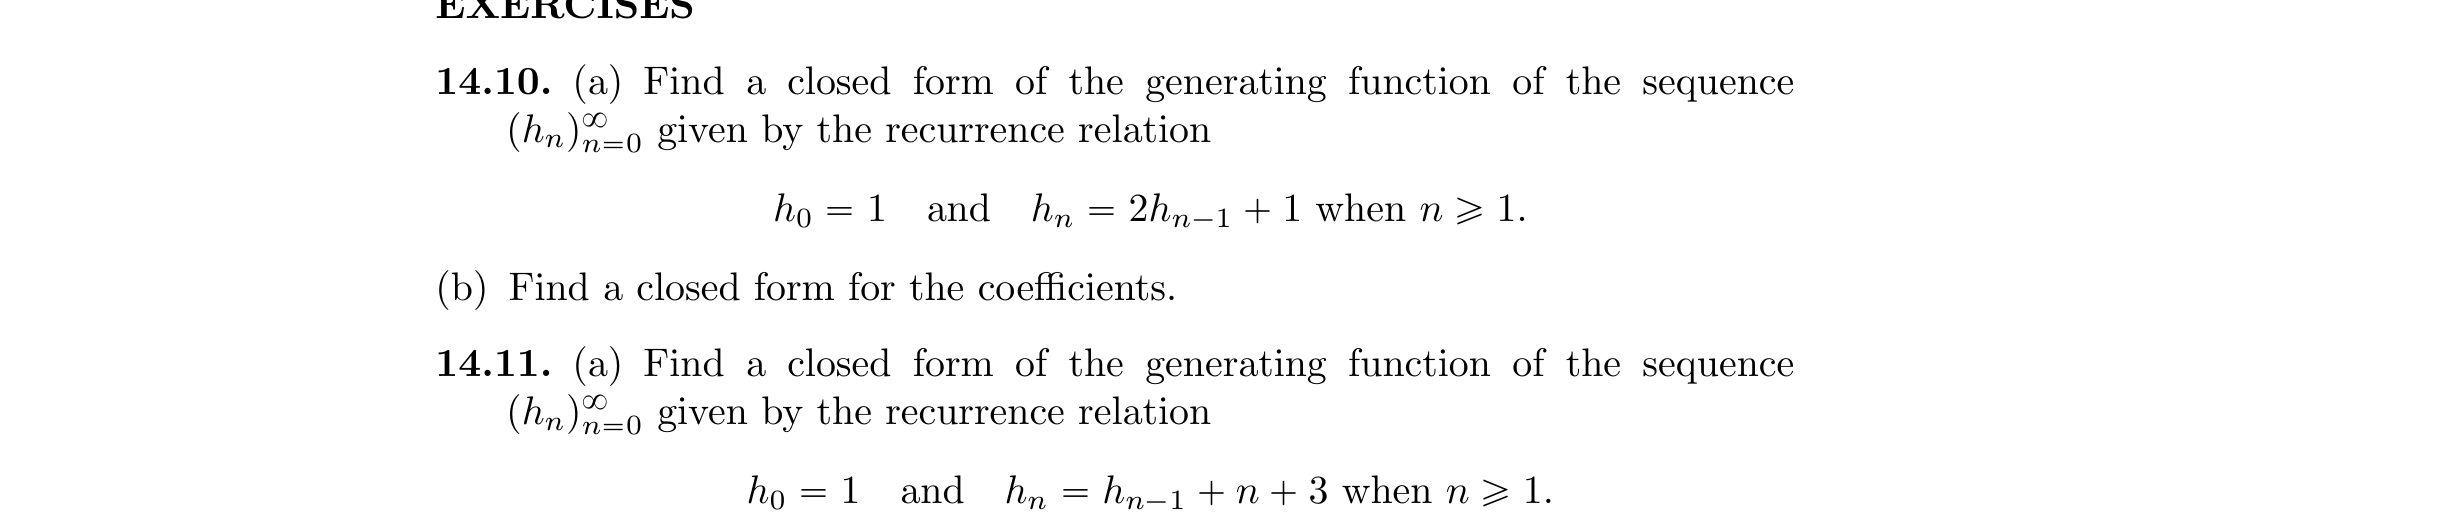 EXERCISES
14.10. (a) Find a closed form of the generating function of the sequence
(hₙ)∞ₙ₌₀ given by the recurrence relation
h₀ = 1 and hₙ = 2hₙ₋₁ + 1 when n ⩾ 1.
(b) Find a closed form for the coefficients.
14.11. (a) Find a closed form of the generating function of the sequence
(hₙ)∞ₙ₌₀ given by the recurrence relation
h₀ = 1 and hₙ = hₙ₋₁ + n + 3 when n ⩾ 1.